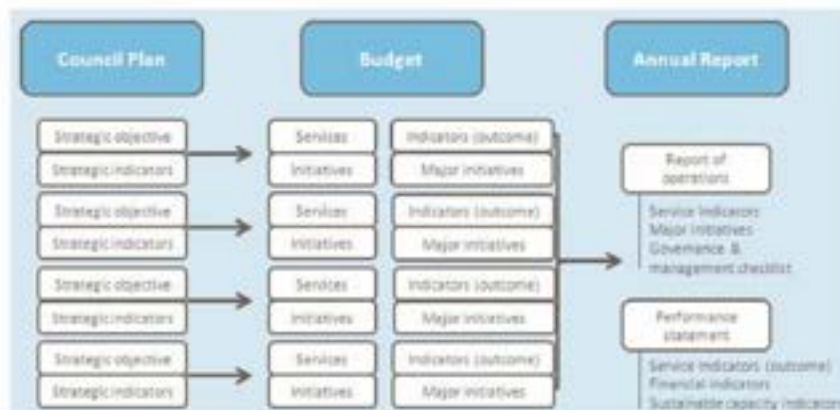 Council Plan
Budget
Annual Report
Strategic objective
Strategic indicators
Services
Initiatives
Indicators (outcome)
Major initiatives
Strategic objective
Strategic indicators
Services
Initiatives
Indicators (outcome)
Major initiatives
Strategic objective
Strategic indicators
Services
Initiatives
Indicators (outcome)
Major initiatives
Strategic objective
Strategic indicators
Services
Initiatives
Indicators (outcome)
Major initiatives
Report of
operations
Service indicators
Major initiatives
Governance &
management checklist
Performance
statement
Service indicators (outcome)
Financial indicators
Sustainable capacity indicators